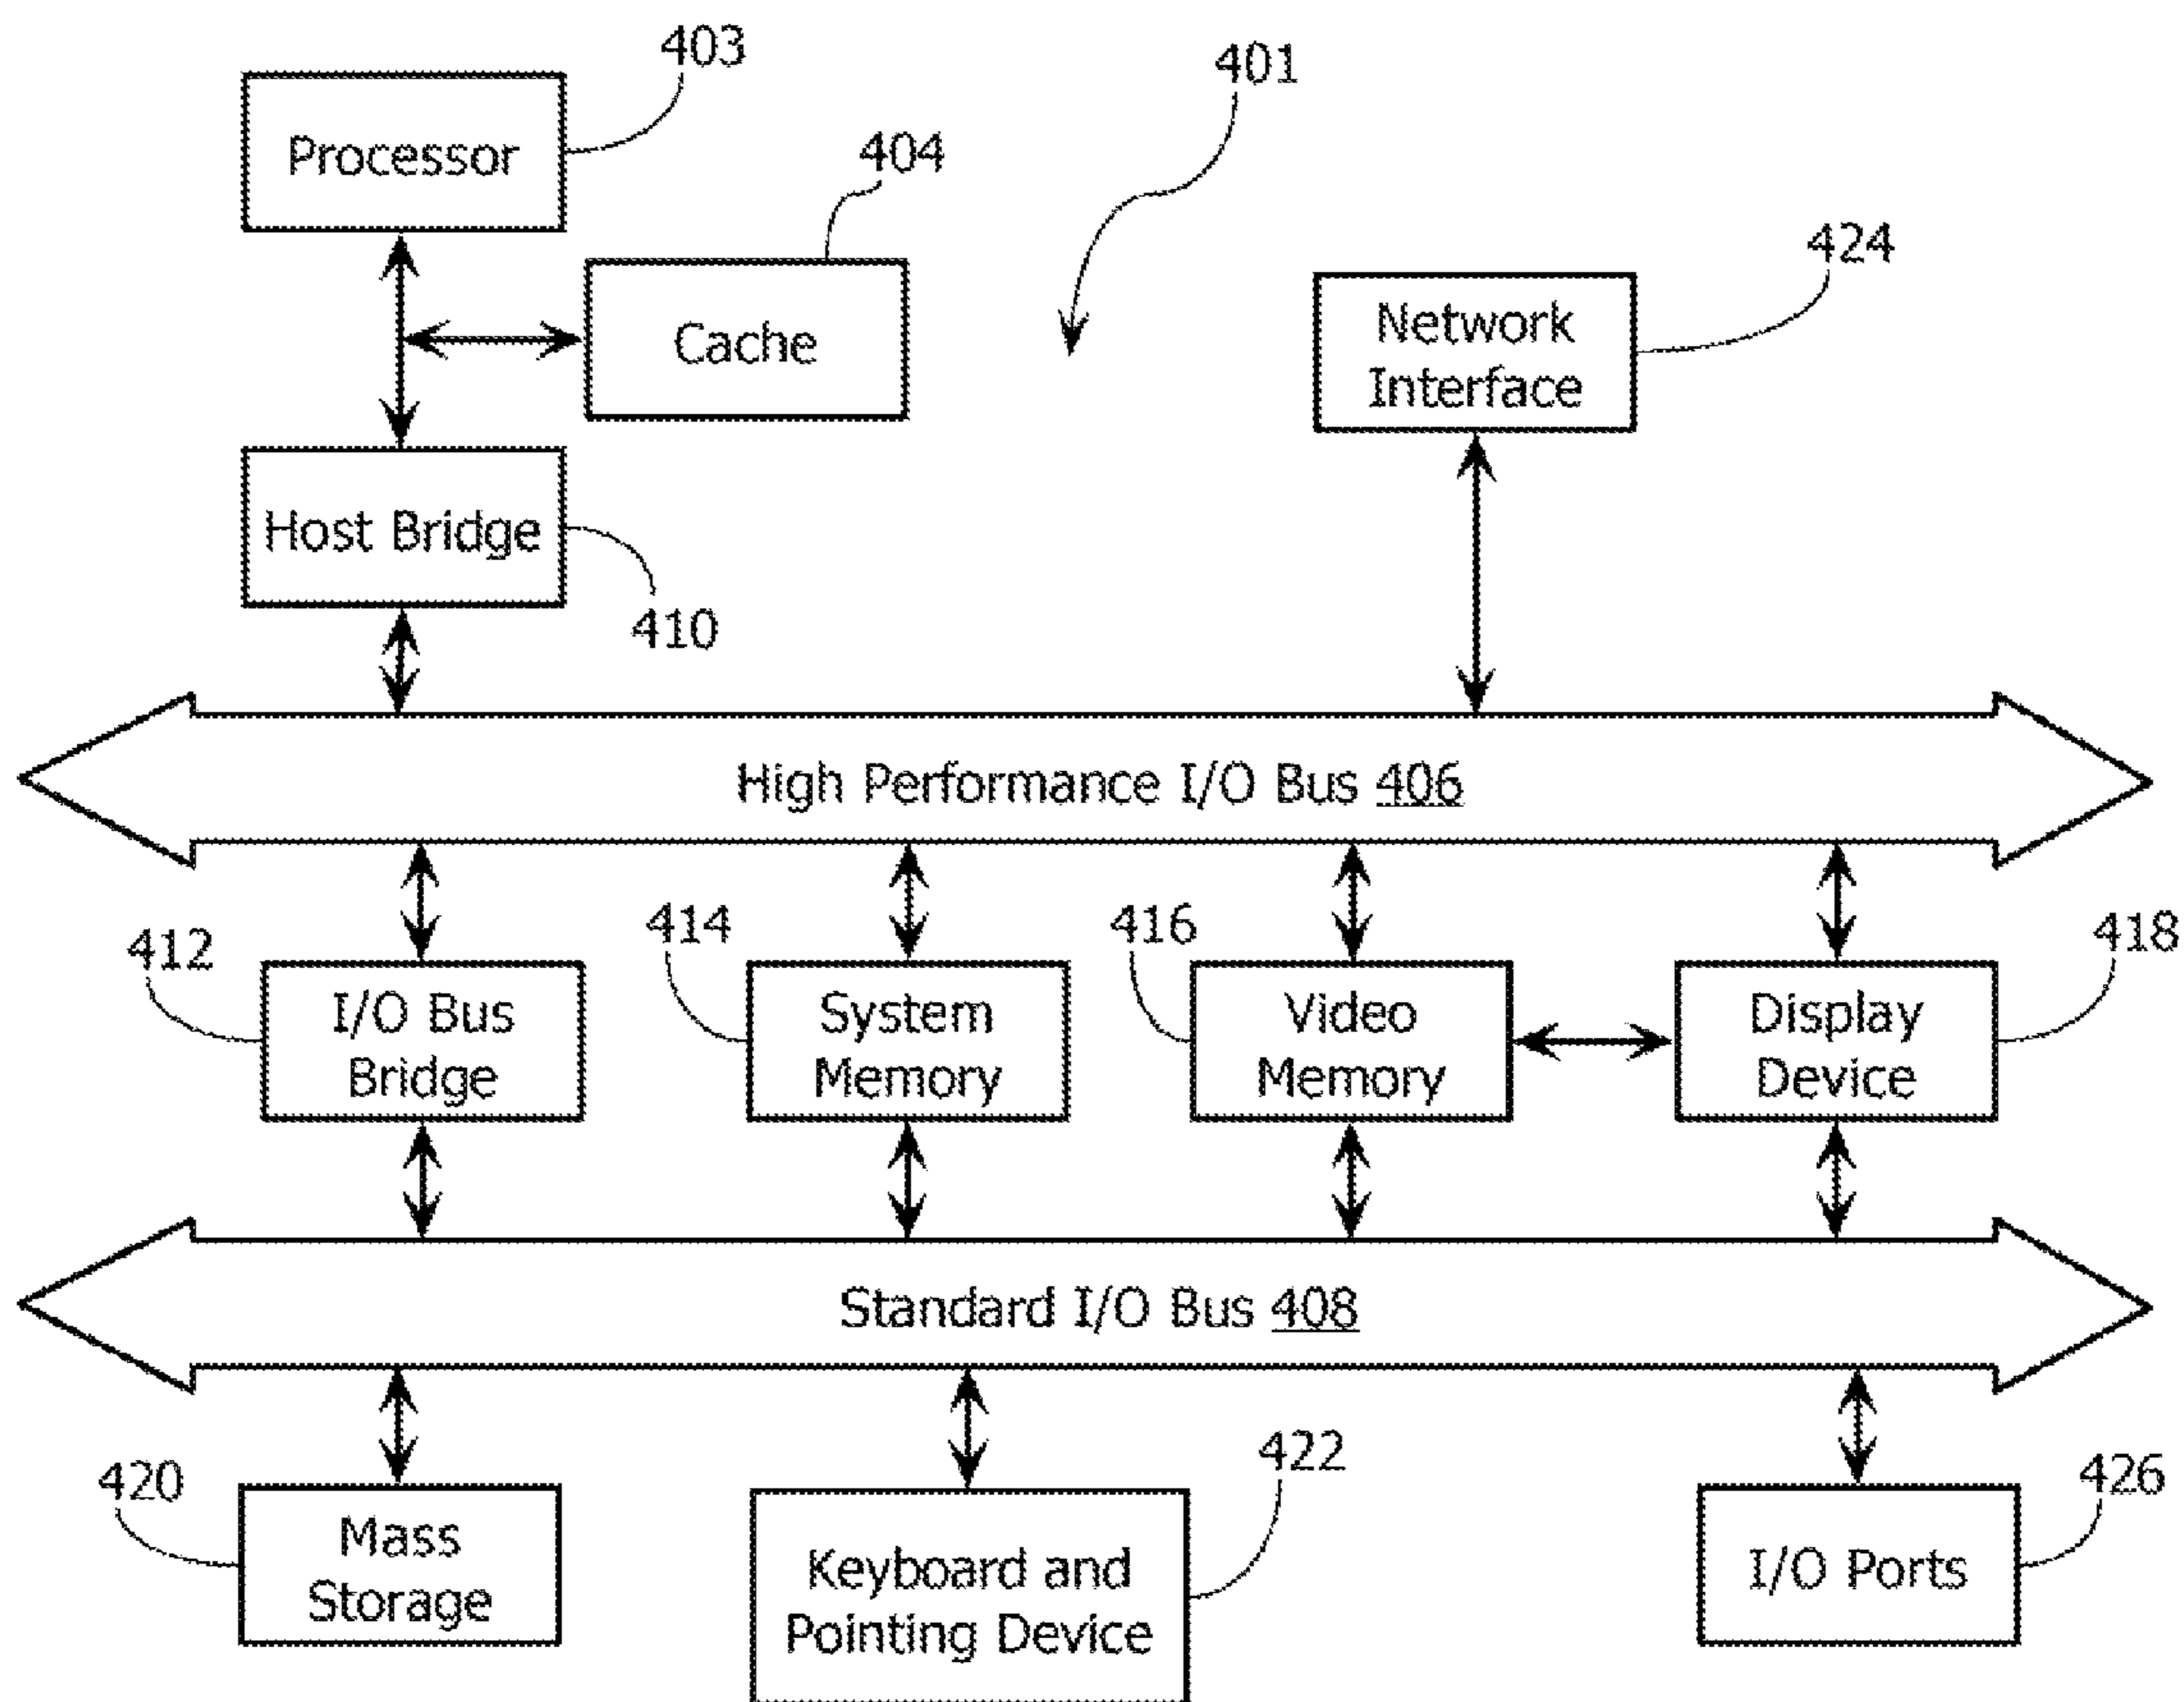 403
401
Processor
404
424
Cache
Network
Interface
Host Bridge
410
High Performance I/O Bus 406
412
414
416
418
I/O Bus
Bridge
System
Memory
Video
Memory
Display
Device
Standard I/O Bus 408
420
422
426
Mass
Storage
Keyboard and
Pointing Device
I/O Ports